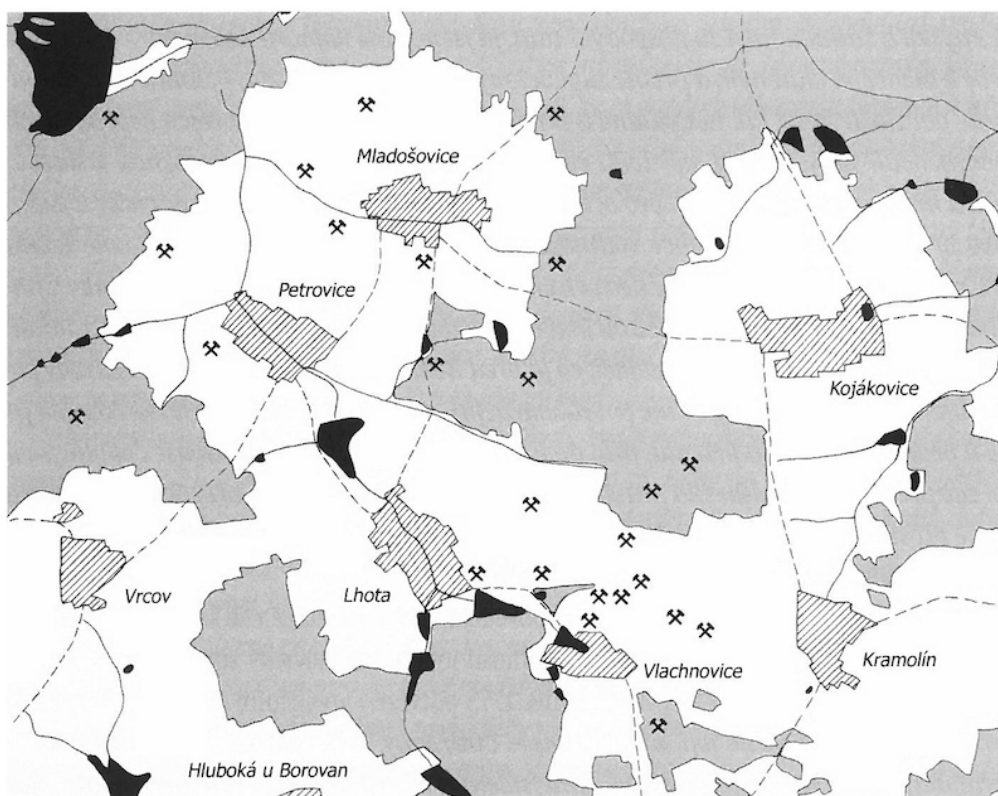 Mladošovice
Petrovice
Kojákovice
Vrcov
Lhota
Vlachnovice
Kramolín
Hluboká u Borovan